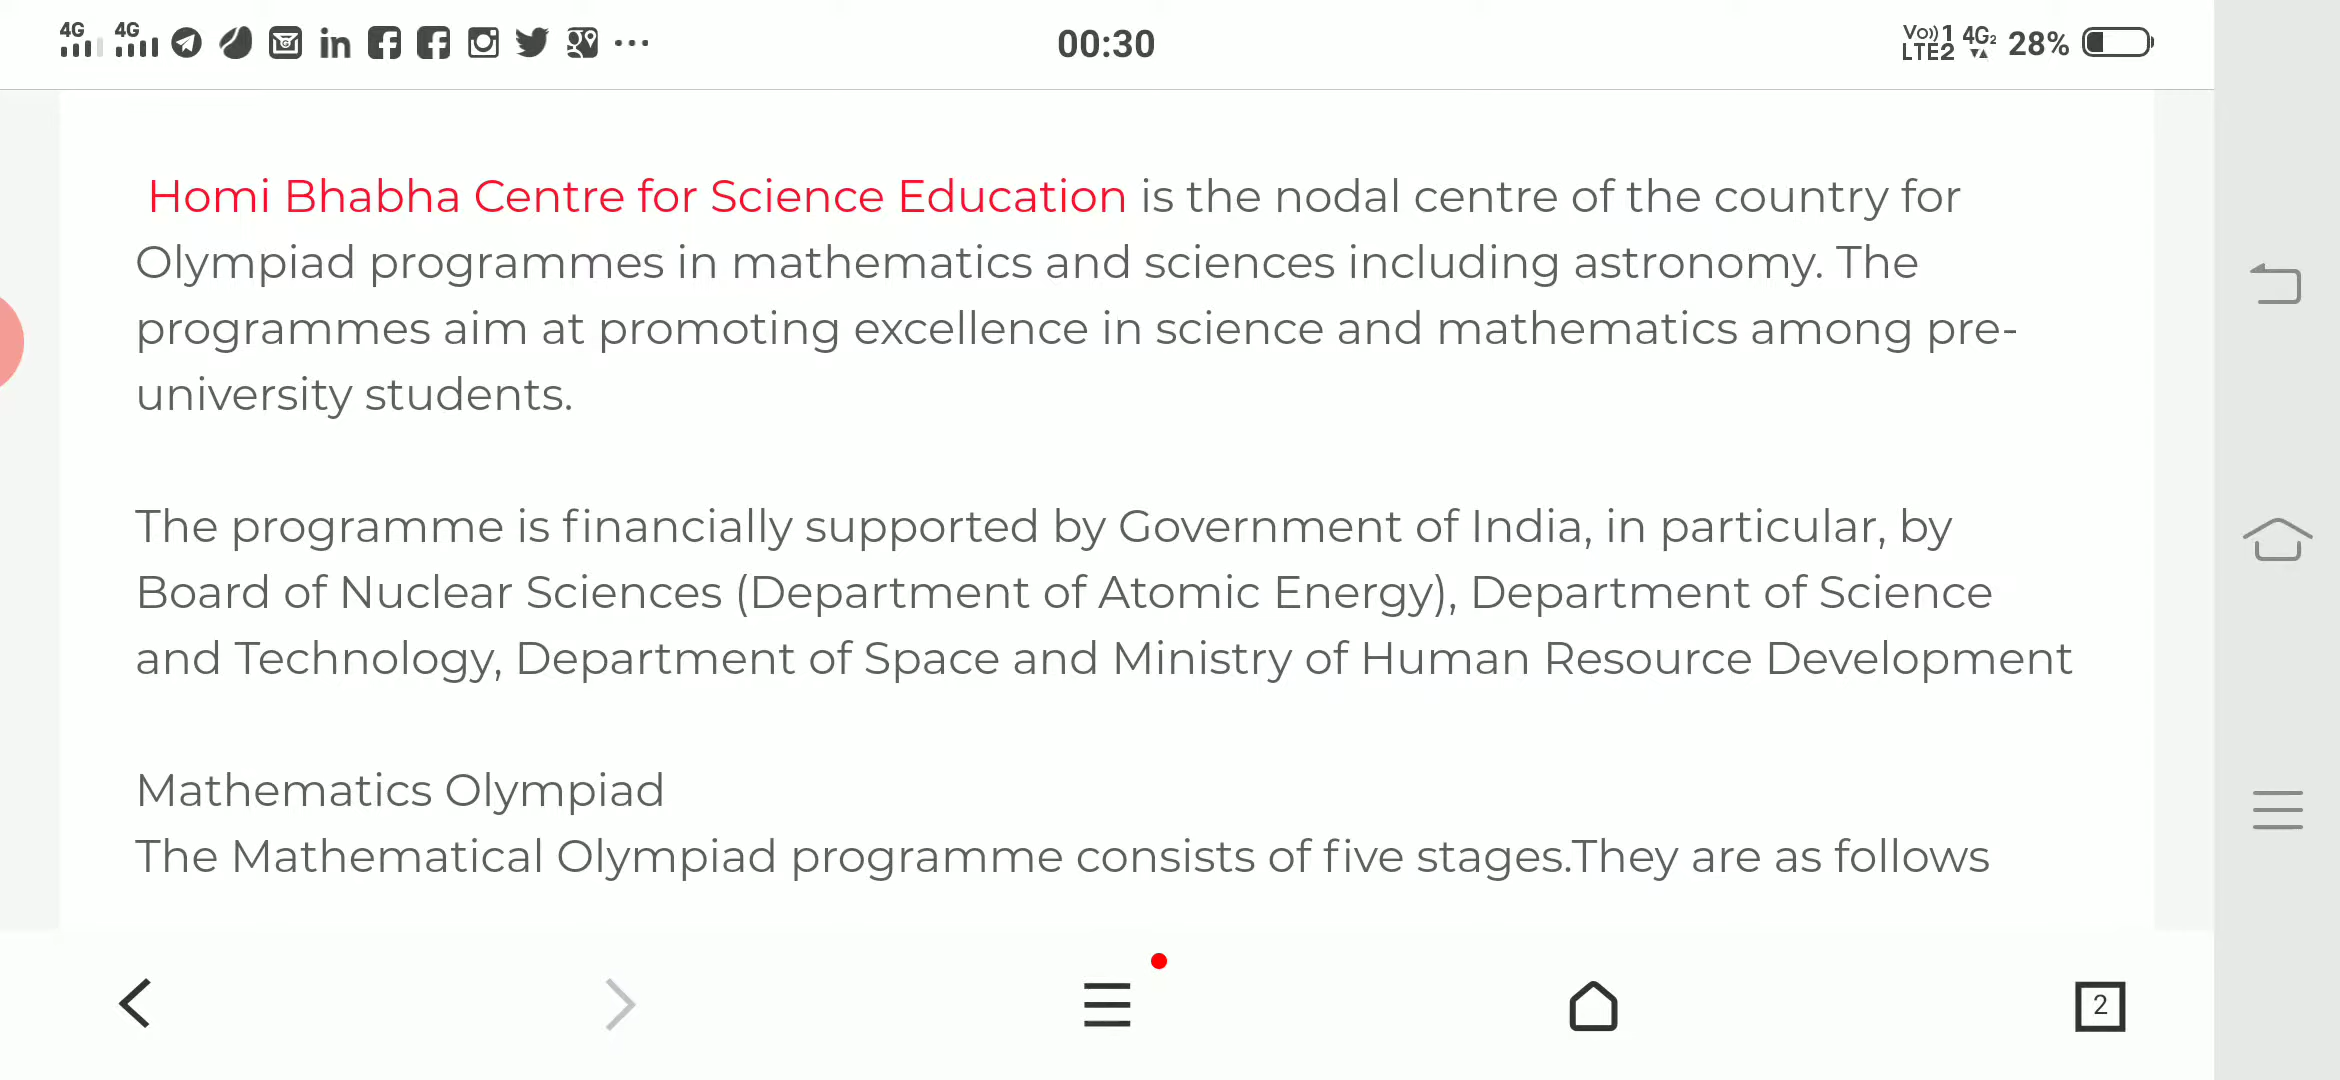 4G 4G in 00:30 Vo)) 1 4G2 28%
LTE2
Homi Bhabha Centre for Science Education is the nodal centre of the country for
Olympiad programmes in mathematics and sciences including astronomy. The
programmes aim at promoting excellence in science and mathematics among pre-
university students.
The programme is financially supported by Government of India, in particular, by
Board of Nuclear Sciences (Department of Atomic Energy), Department of Science
and Technology, Department of Space and Ministry of Human Resource Development
Mathematics Olympiad
The Mathematical Olympiad programme consists of five stages.They are as follows
2